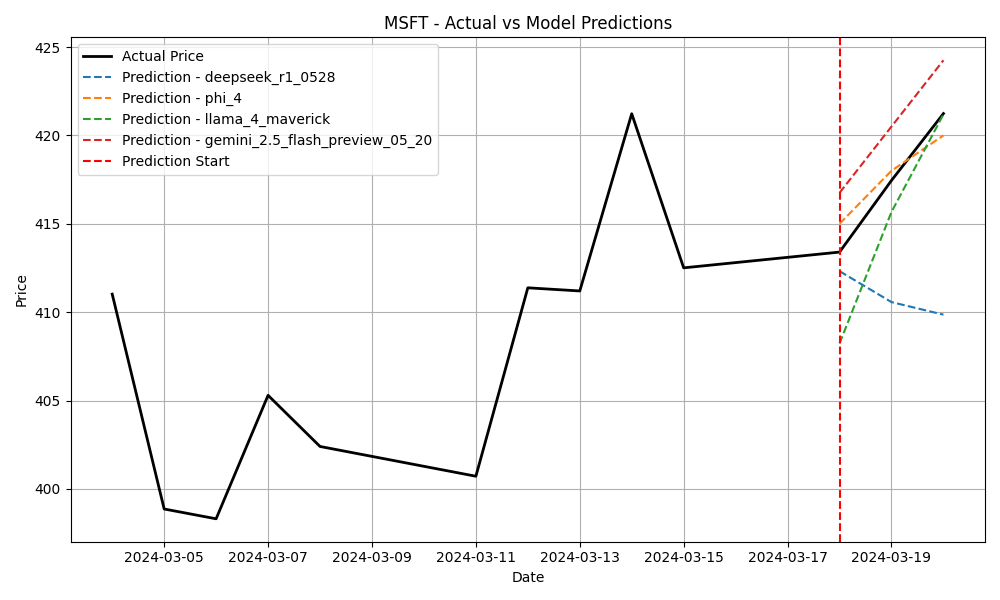 MSFT - Actual vs Model Predictions
Actual Price
Prediction - deepseek_r1_0528
Prediction - phi_4
Prediction - llama_4_maverick
Prediction - gemini_2.5_flash_preview_05_20
Prediction Start
Price
425
420
415
410
405
400
2024-03-05 2024-03-07 2024-03-09 2024-03-11 2024-03-13 2024-03-15 2024-03-17 2024-03-19
Date